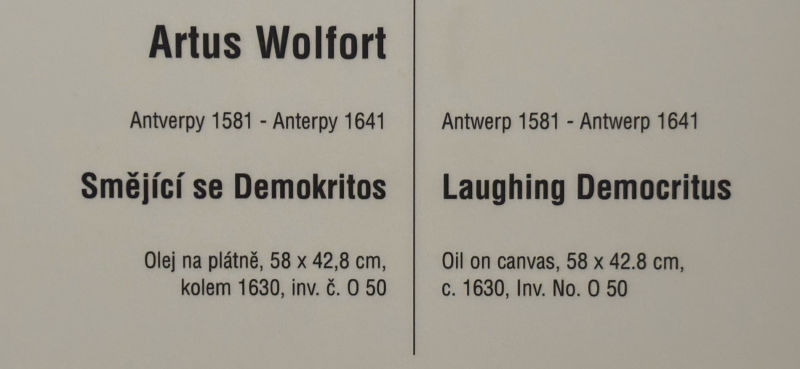 Artus Wolfort
Antverpy 1581 - Anterpy 1641
Smějící se Demokritos
Olej na plátně, 58 x 42,8 cm,
kolem 1630, inv. č. O 50
Antwerp 1581 - Antwerp 1641
Laughing Democritus
Oil on canvas, 58 x 42.8 cm,
c. 1630, Inv. No. O 50